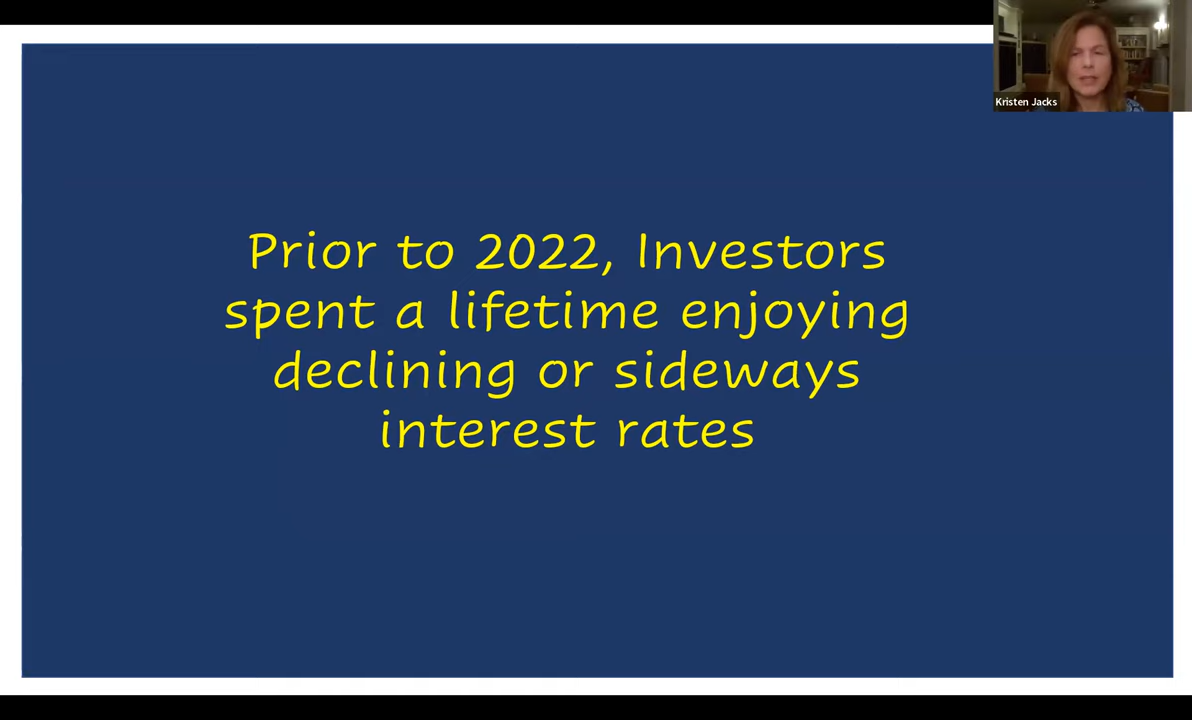 Kristen Jacks
Prior to 2022, Investors
spent a lifetime enjoying
declining or sideways
interest rates